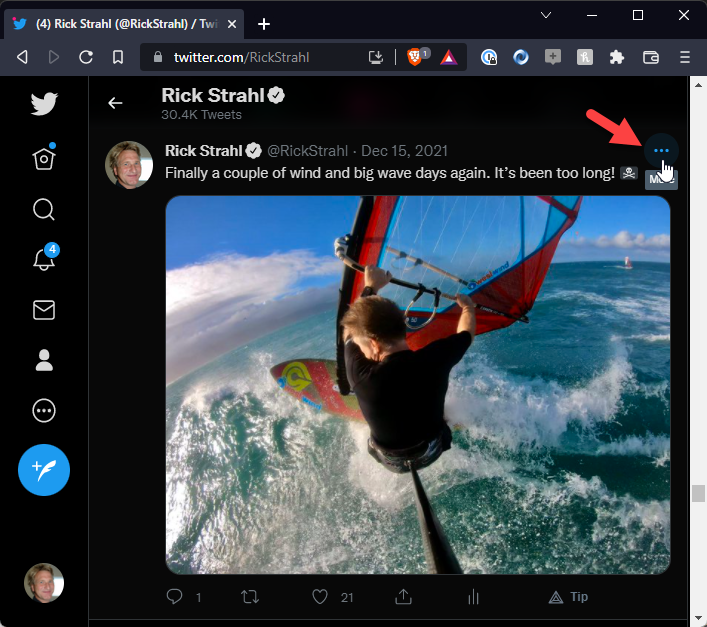 (4) Rick Strahl (@RickStrahl) / Twi
twitter.com/RickStrahl
1
Rick Strahl
30.4K Tweets
Rick Strahl @RickStrahl · Dec 15, 2021
Finally a couple of wind and big wave days again. It's been too long! ☠
4
1
21
Tip